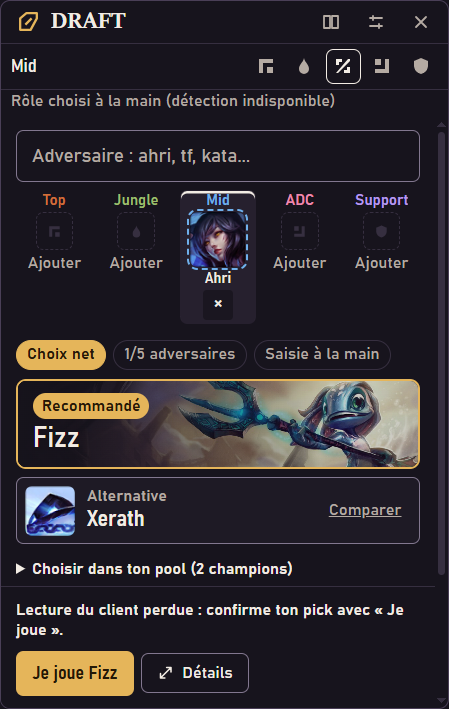 DRAFT
Mid
Rôle choisi à la main (détection indisponible)
Adversaire : ahri, tf, kata...
Top Jungle Mid ADC Support
Ajouter Ajouter Ajouter Ajouter
Ahri
×
Choix net 1/5 adversaires Saisie à la main
Recommandé
Fizz
Alternative
Xerath
Comparer
Choisir dans ton pool (2 champions)
Lecture du client perdue : confirme ton pick avec « Je
joue ».
Je joue Fizz Détails